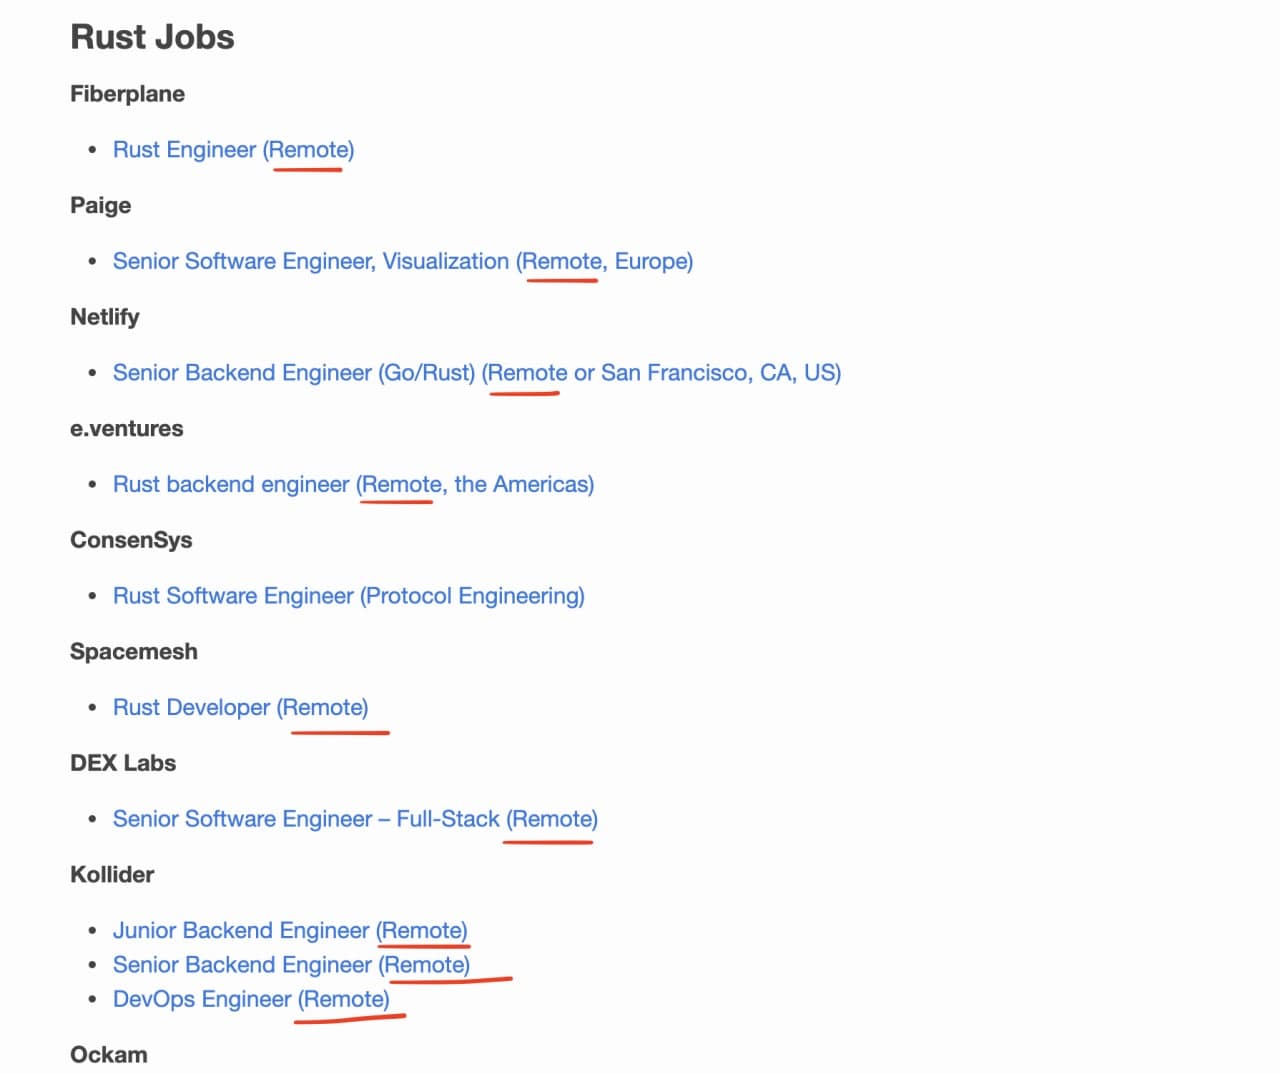 Rust Jobs
Fiberplane
• Rust Engineer (Remote)
Paige
• Senior Software Engineer, Visualization (Remote, Europe)
Netlify
• Senior Backend Engineer (Go/Rust) (Remote or San Francisco, CA, US)
e.ventures
• Rust backend engineer (Remote, the Americas)
ConsenSys
• Rust Software Engineer (Protocol Engineering)
Spacemesh
• Rust Developer (Remote)
DEX Labs
• Senior Software Engineer – Full-Stack (Remote)
Kollider
• Junior Backend Engineer (Remote)
• Senior Backend Engineer (Remote)
• DevOps Engineer (Remote)
Ockam